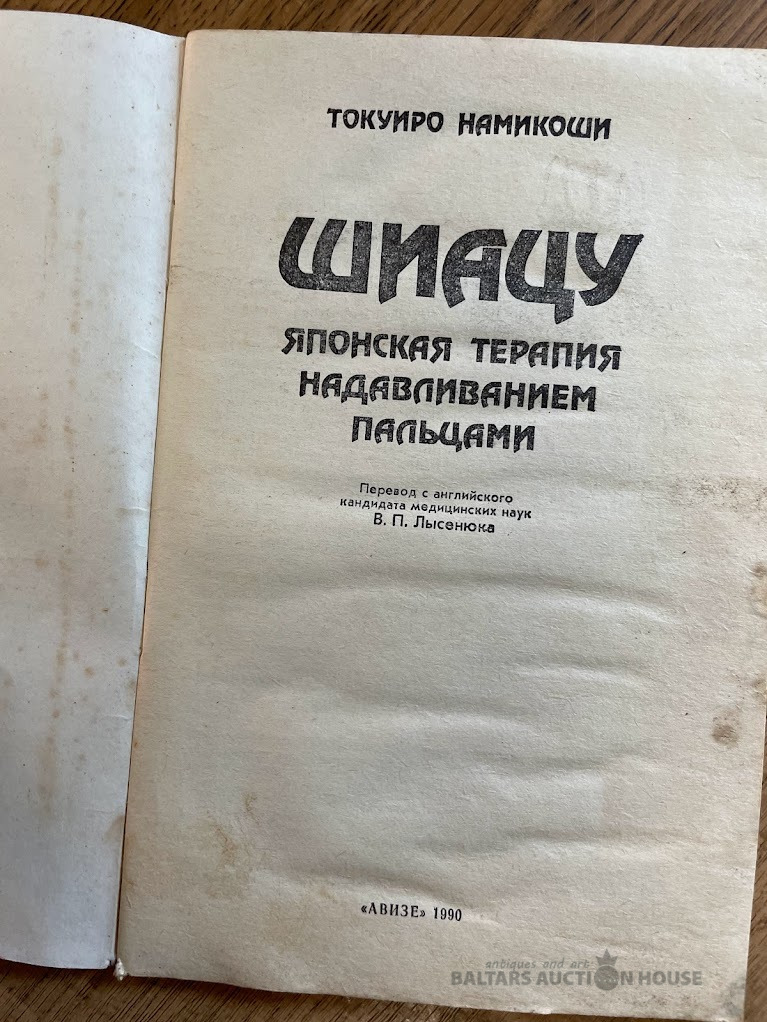 ТОКУИРО НАМИКОШИ
ШИАЦУ
ЯПОНСКАЯ ТЕРАПИЯ
НАДАВЛИВАНИЕМ
ПАЛЬЦАМИ
Перевод с английского
кандидата медицинских наук
В. П. Лысенюка
«АВИЗЕ» 1990
antiques and art
BALTARS AUCTION HOUSE